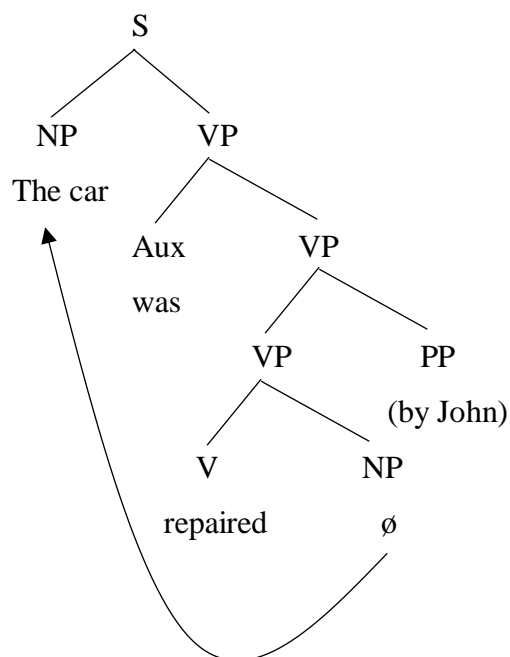 S
NP VP
The car
Aux VP
was
VP PP
(by John)
V NP
repaired ø